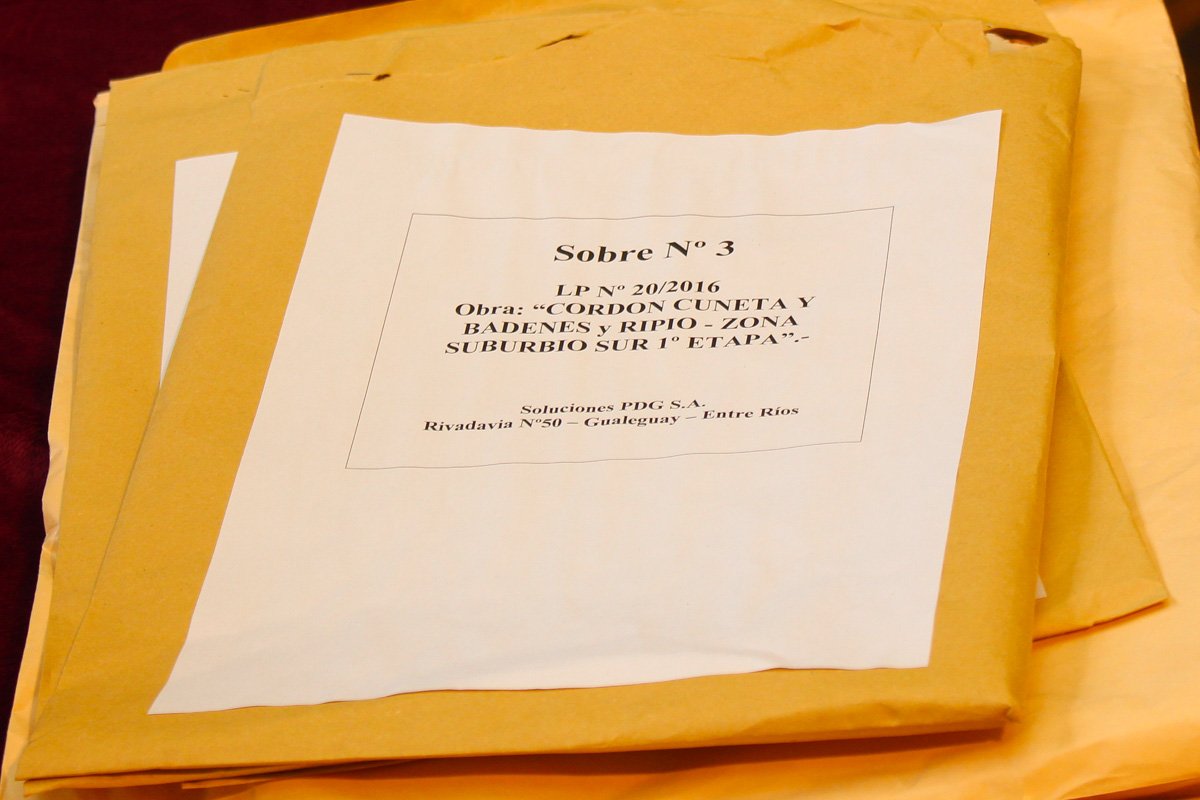 Sobre Nº 3
LP Nº 20/2016
Obra: “CORDON CUNETA Y
BADENES y RIPIO - ZONA
SUBURBIO SUR 1º ETAPA”.-
Soluciones PDG S.A.
Rivadavia Nº50 – Gualeguay – Entre Ríos